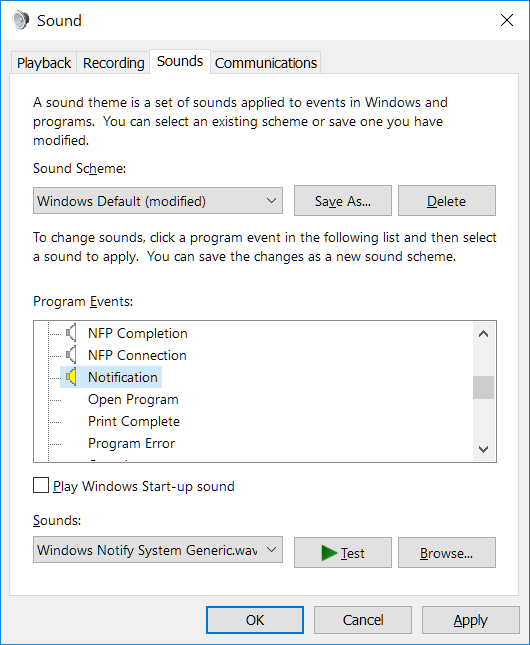 Sound
Playback Recording Sounds Communications
A sound theme is a set of sounds applied to events in Windows and
programs. You can select an existing scheme or save one you have
modified.
Sound Scheme:
Windows Default (modified) Save As... Delete
To change sounds, click a program event in the following list and then select
a sound to apply. You can save the changes as a new sound scheme.
Program Events:
NFP Completion
NFP Connection
Notification
Open Program
Print Complete
Program Error
Play Windows Start-up sound
Sounds:
Windows Notify System Generic.wav Test Browse...
OK Cancel Apply